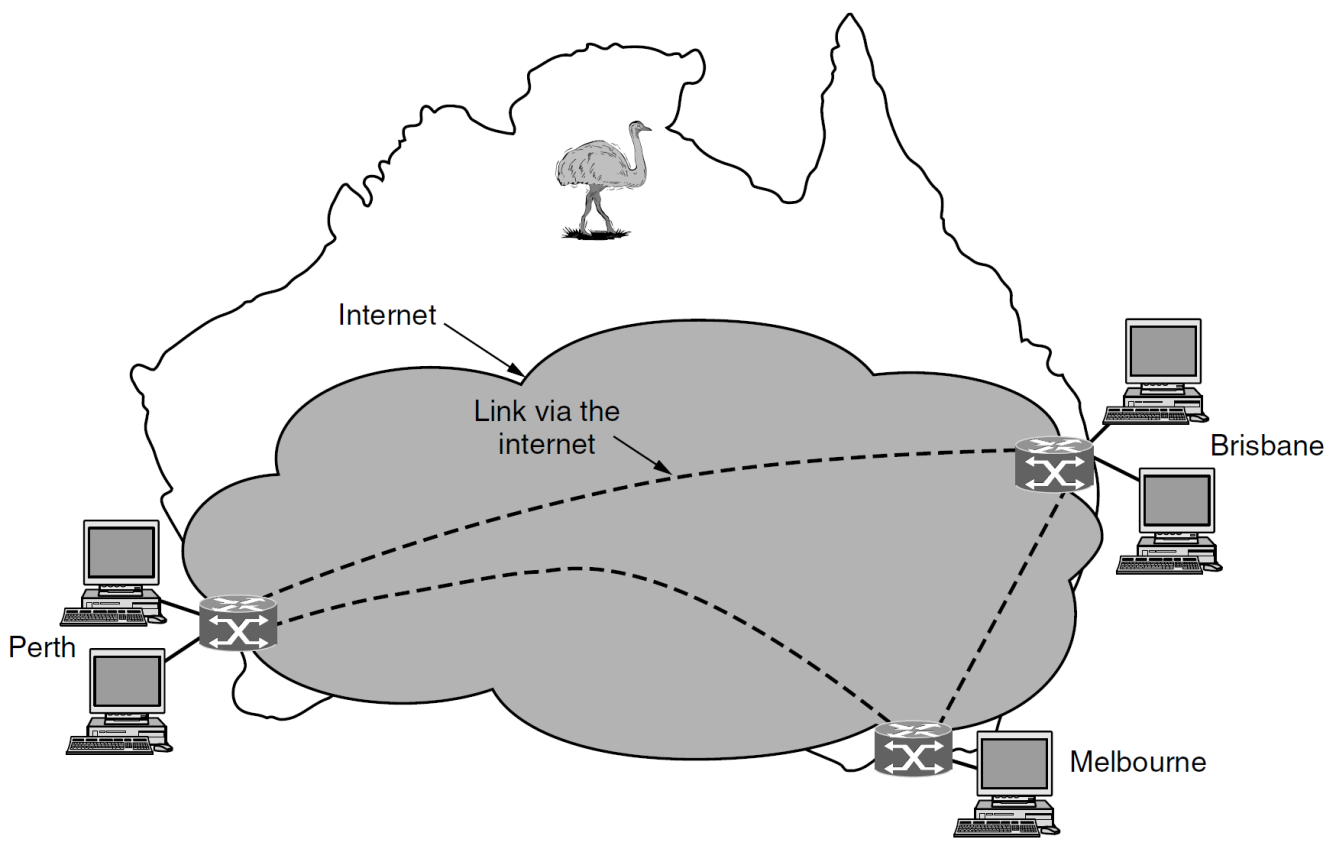 Internet
Link via the
internet
Brisbane
Perth
Melbourne